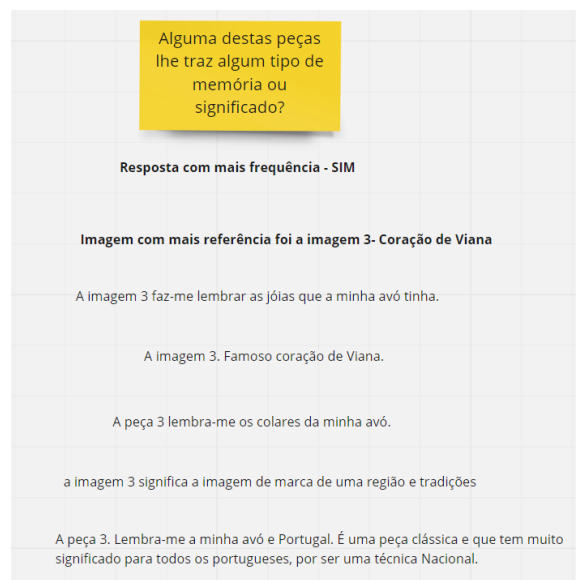 Alguma destas peças
lhe traz algum tipo de
memória ou
significado?
Resposta com mais frequência - SIM
Imagem com mais referência foi a imagem 3- Coração de Viana
A imagem 3 faz-me lembrar as jóias que a minha avó tinha.
A imagem 3. Famoso coração de Viana.
A peça 3 lembra-me os colares da minha avó.
a imagem 3 significa a imagem de marca de uma região e tradições
A peça 3. Lembra-me a minha avó e Portugal. É uma peça clássica e que tem muito
significado para todos os portugueses, por ser uma técnica Nacional.